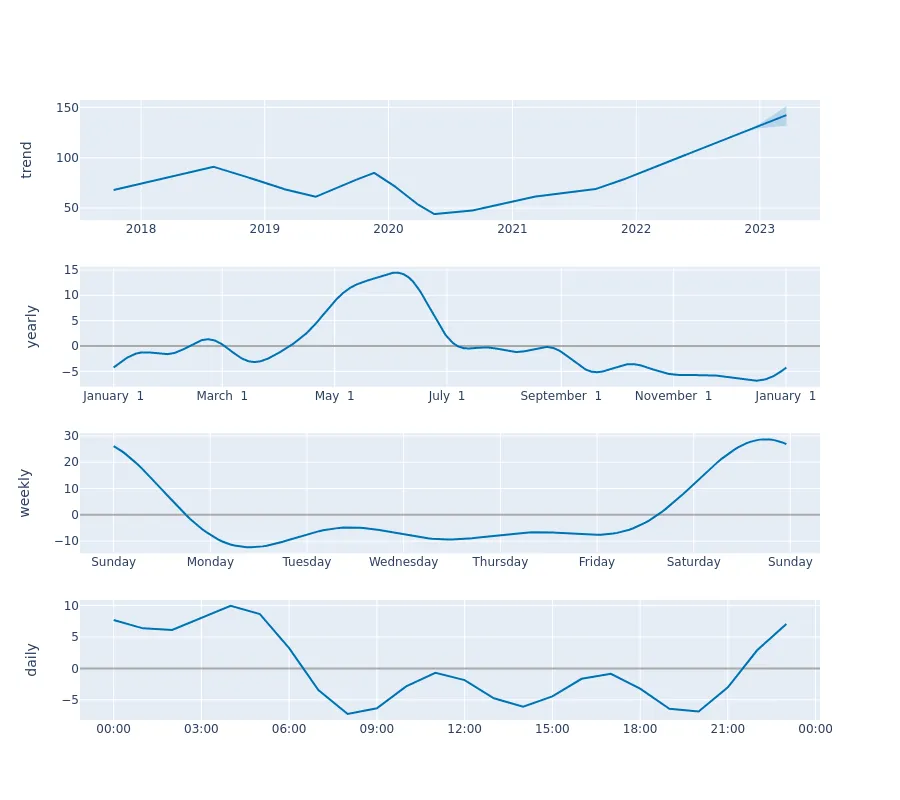 trend
150
100
50
2018 2019 2020 2021 2022 2023
yearly
15
10
5
0
−5
January 1 March 1 May 1 July 1 September 1 November 1 January 1
weekly
30
20
10
0
−10
Sunday Monday Tuesday Wednesday Thursday Friday Saturday Sunday
daily
10
5
0
−5
00:00 03:00 06:00 09:00 12:00 15:00 18:00 21:00 00:00